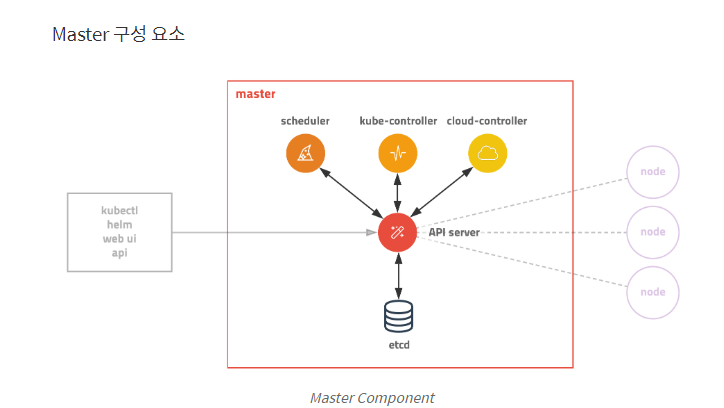 Master 구성 요소
master
scheduler
kube-controller
cloud-controller
kubectl
helm
web ui
api
API server
node
node
node
etcd
Master Component